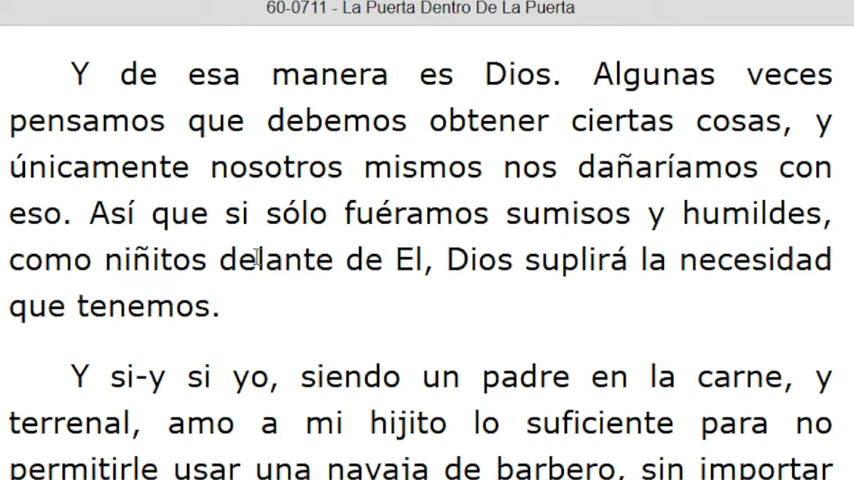 60-0711 - La Puerta Dentro De La Puerta
Y de esa manera es Dios. Algunas veces
pensamos que debemos obtener ciertas cosas, y
únicamente nosotros mismos nos dañaríamos con
eso. Así que si sólo fuéramos sumisos y humildes,
como niñitos delante de El, Dios suplirá la necesidad
que tenemos.
Y si-y si yo, siendo un padre en la carne, y
terrenal, amo a mi hijito lo suficiente para no
permitirle usar una navaja de barbero, sin importar